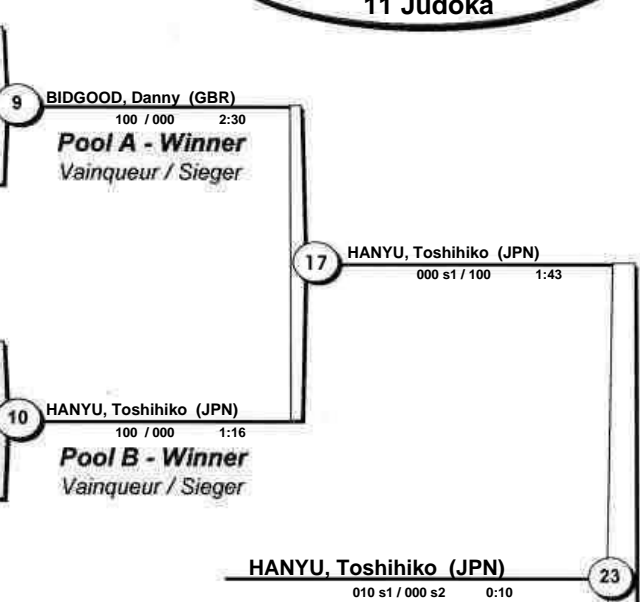 11 Judoka
9
BIDGOOD, Danny (GBR)
100 / 000 2:30
Pool A - Winner
Vainqueur / Sieger
17
HANYU, Toshihiko (JPN)
000 s1 / 100 1:43
10
HANYU, Toshihiko (JPN)
100 / 000 1:16
Pool B - Winner
Vainqueur / Sieger
HANYU, Toshihiko (JPN)
010 s1 / 000 s2 0:10
23